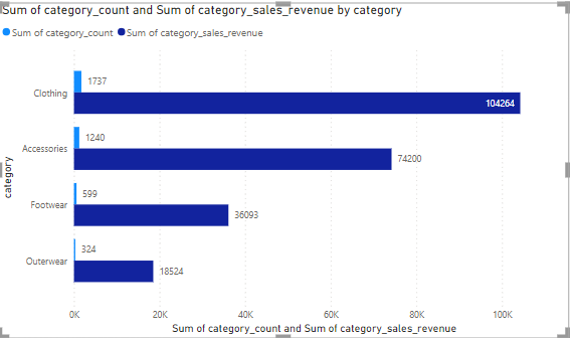 Sum of category_count and Sum of category_sales_revenue by category
Sum of category_count Sum of category_sales_revenue
category
Clothing
1737
104264
Accessories
1240
74200
Footwear
599
36093
Outerwear
324
18524
0K 20K 40K 60K 80K 100K
Sum of category_count and Sum of category_sales_revenue